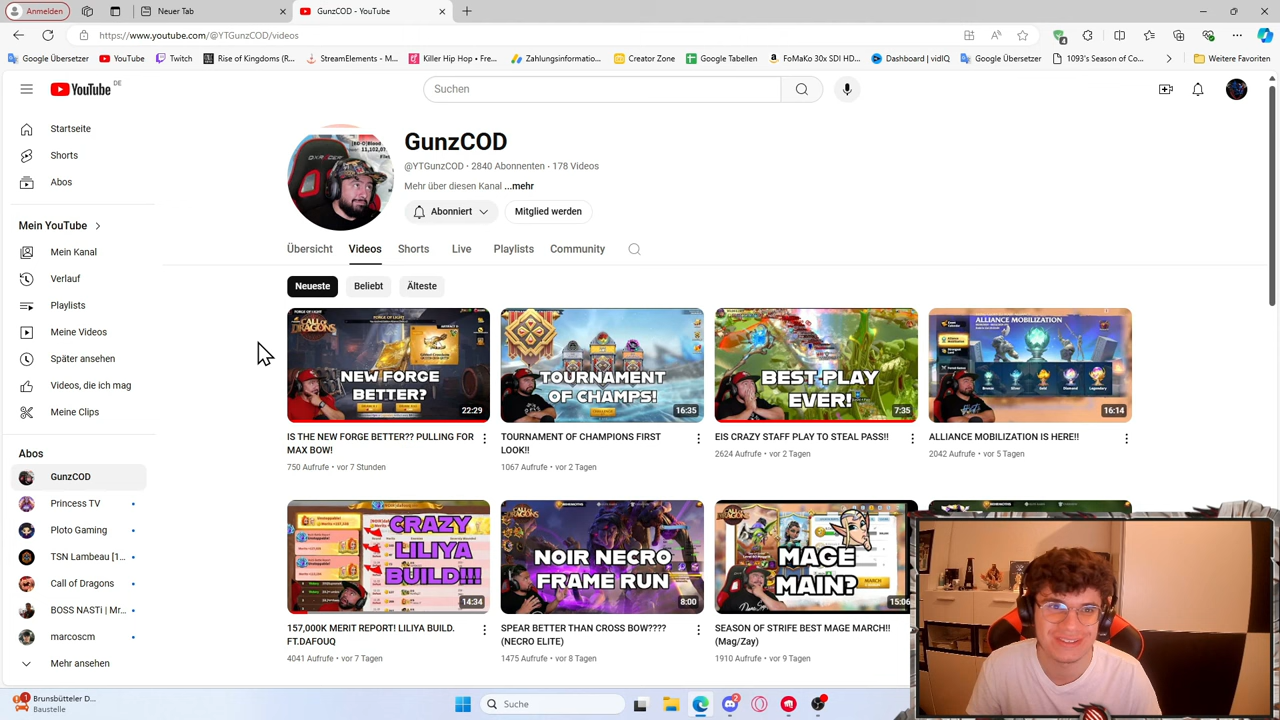 Anmelden
Neuer Tab
GunzCOD - YouTube
https://www.youtube.com/@YTGunzCOD/videos
Google Übersetzer
YouTube
Twitch
Rise of Kingdoms (R...
StreamElements - M...
Killer Hip Hop • Fre...
Zahlungsinformatio...
Creator Zone
Google Tabellen
FoMaKo 30x SDI HD...
Dashboard | vidIQ
Google Übersetzer
1093's Season of Co...
Weitere Favoriten
YouTube DE
Suchen
Startseite
Shorts
Abos
Mein YouTube
Mein Kanal
Verlauf
Playlists
Meine Videos
Später ansehen
Videos, die ich mag
Meine Clips
Abos
GunzCOD
Princess TV
Ploto Gaming
TSN Lambeau [1...
Call of Dragons
BOSS NASTi | Mr...
marcoscm
Mehr ansehen
GunzCOD
@YTGunzCOD • 2840 Abonnenten • 178 Videos
Mehr über diesen Kanal ...mehr
Abonniert
Mitglied werden
Übersicht
Videos
Shorts
Live
Playlists
Community
Neueste
Beliebt
Älteste
NEW FORGE
BETTER?
22:29
IS THE NEW FORGE BETTER?? PULLING FOR
MAX BOW!
750 Aufrufe • vor 7 Stunden
TOURNAMENT
OF CHAMPS!
16:35
TOURNAMENT OF CHAMPIONS FIRST
LOOK!!
1067 Aufrufe • vor 2 Tagen
BEST PLAY
EVER!
7:35
EIS CRAZY STAFF PLAY TO STEAL PASS!!
2624 Aufrufe • vor 2 Tagen
ALLIANCE MOBILIZATION
16:14
ALLIANCE MOBILIZATION IS HERE!!
2042 Aufrufe • vor 5 Tagen
CRAZY
LILIYA
BUILD!!!
14:34
157,000K MERIT REPORT! LILIYA BUILD.
FT.DAFOUQ
4041 Aufrufe • vor 7 Tagen
NOIR NECRO
FRAME RUN
8:00
SPEAR BETTER THAN CROSS BOW????
(NECRO ELITE)
1475 Aufrufe • vor 8 Tagen
MAGE
MAIN?
MARCH
15:06
SEASON OF STRIFE BEST MAGE MARCH!!
(Mag/Zay)
1910 Aufrufe • vor 9 Tagen
Brunsbütteler D...
Baustelle
Suche